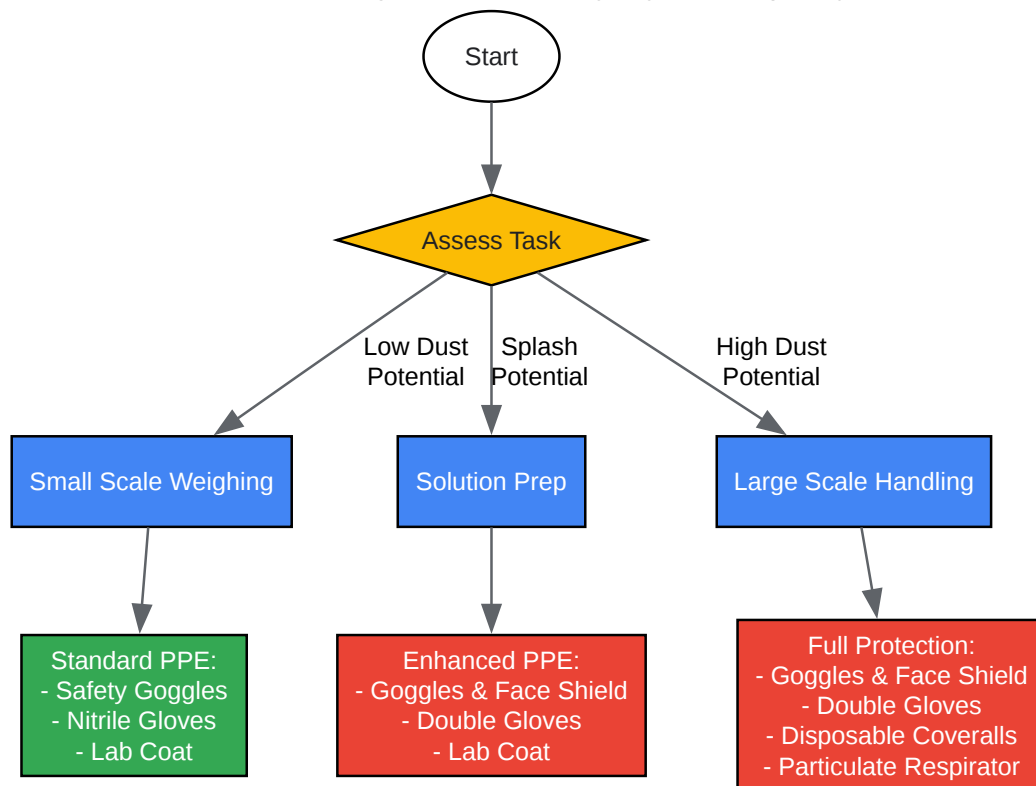 Start
Assess Task
Low Dust
Potential
Splash
Potential
High Dust
Potential
Small Scale Weighing
Solution Prep
Large Scale Handling
Standard PPE:
- Safety Goggles
- Nitrile Gloves
- Lab Coat
Enhanced PPE:
- Goggles & Face Shield
- Double Gloves
- Lab Coat
Full Protection:
- Goggles & Face Shield
- Double Gloves
- Disposable Coveralls
- Particulate Respirator